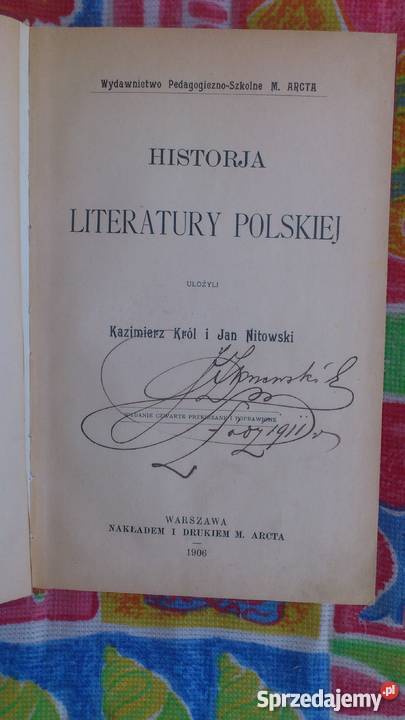 Wydawnictwo Pedagogiczno-Szkolne M. ARCTA
HISTORJA
LITERATURY POLSKIEJ
UŁOŻYLI
Kazimierz Król i Jan Nitowski
WYDANIE CZWARTE PRZEJRZANE I POPRAWIONE
1911
WARSZAWA
NAKŁADEM I DRUKIEM M. ARCTA
1906
Sprzedajemy.pl